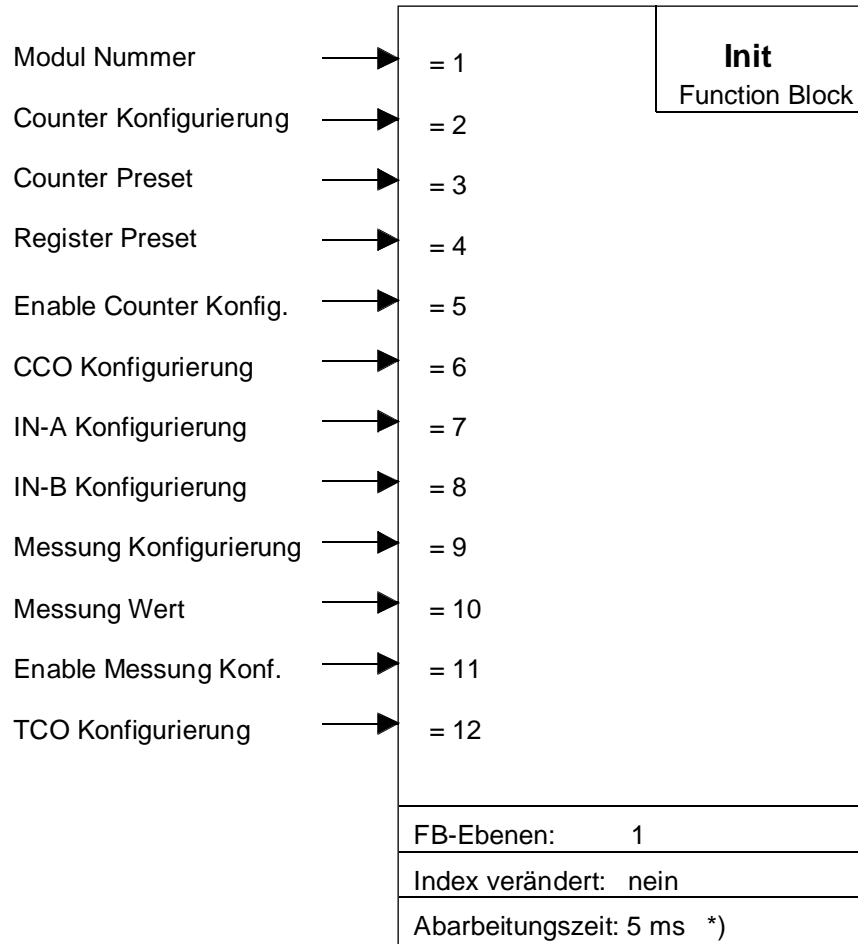 Init
Function Block
Modul Nummer = 1
Counter Konfigurierung = 2
Counter Preset = 3
Register Preset = 4
Enable Counter Konfig. = 5
CCO Konfigurierung = 6
IN-A Konfigurierung = 7
IN-B Konfigurierung = 8
Messung Konfigurierung = 9
Messung Wert = 10
Enable Messung Konf. = 11
TCO Konfigurierung = 12
FB-Ebenen: 1
Index verändert: nein
Abarbeitungszeit: 5 ms *)